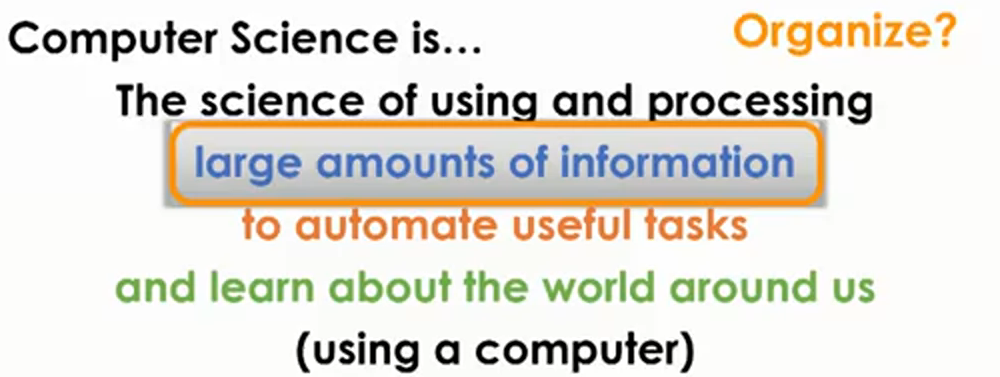 Computer Science is...
Organize?
The science of using and processing
large amounts of information
to automate useful tasks
and learn about the world around us
(using a computer)